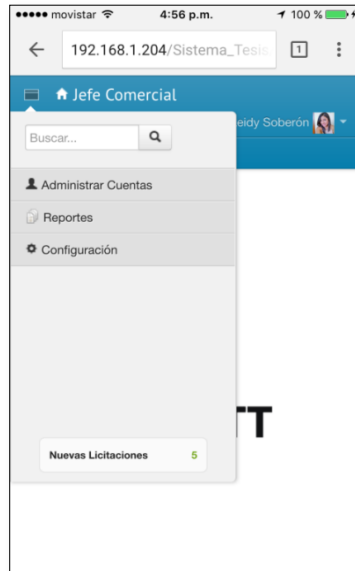 movistar 4:56 p.m. 100 %
192.168.1.204/Sistema_Tesis
1
Jefe Comercial
eidy Soberón
Buscar...
Administrar Cuentas
Reportes
Configuración
TT
Nuevas Licitaciones 5